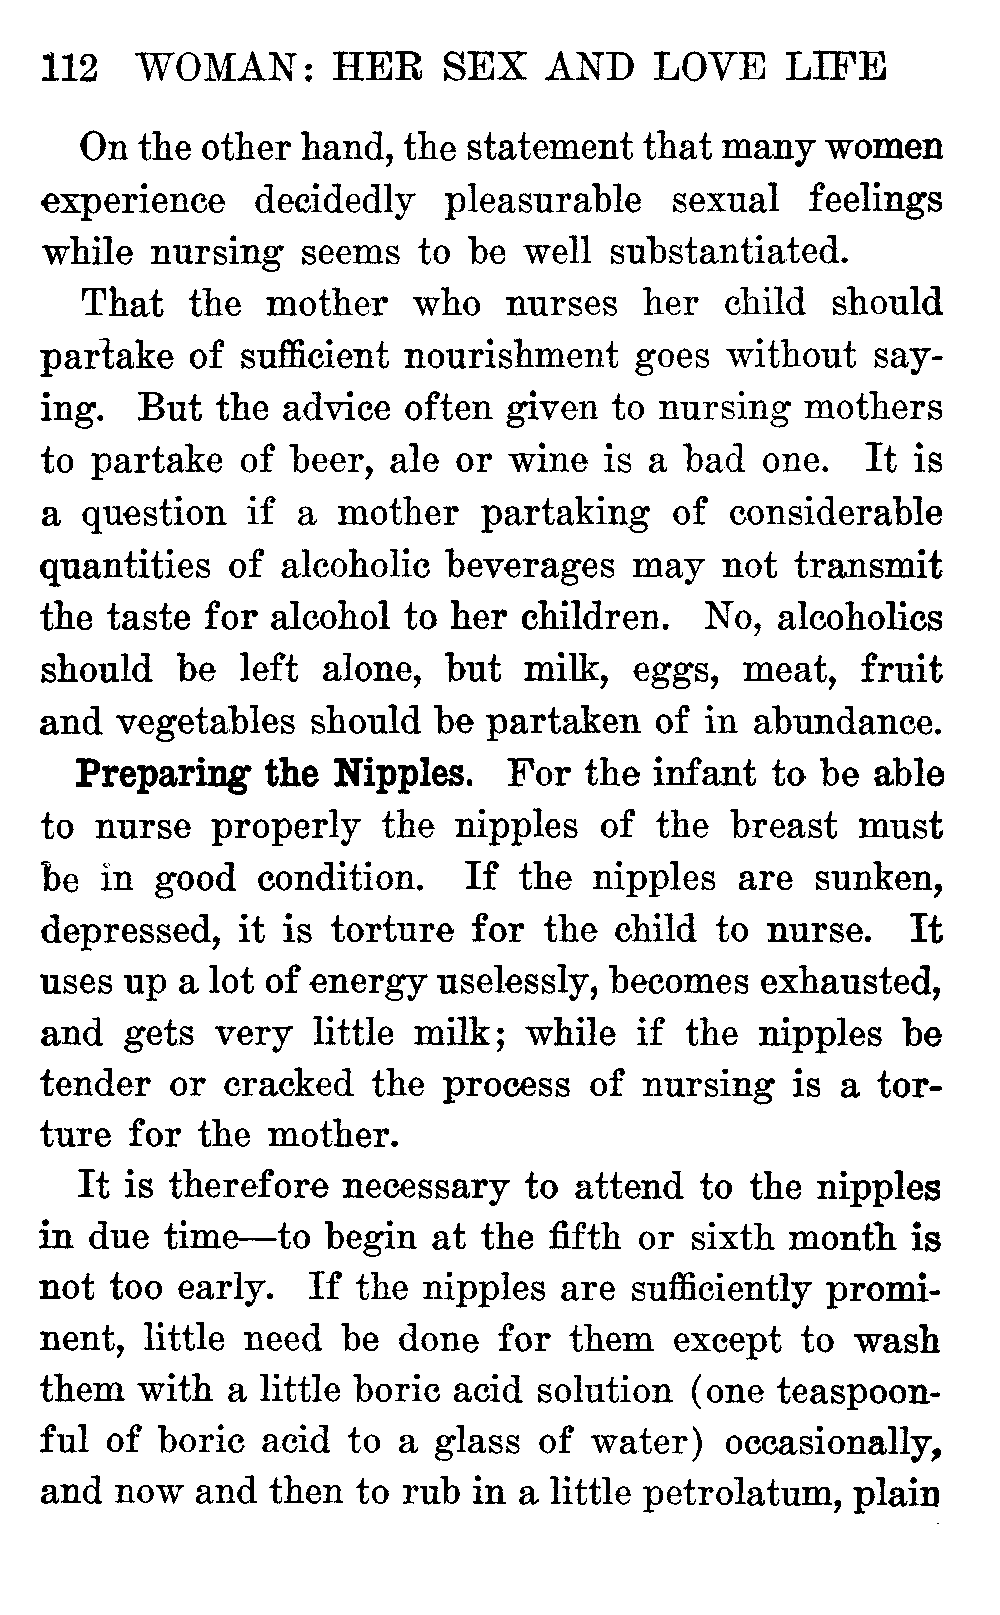 112 WOMAN: HER SEX AND LOVE LIFE
On the other hand, the statement that many women
experience decidedly pleasurable sexual feelings
while nursing seems to be well substantiated.
That the mother who nurses her child should
partake of sufficient nourishment goes without say-
ing. But the advice often given to nursing mothers
to partake of beer, ale or wine is a bad one. It is
a question if a mother partaking of considerable
quantities of alcoholic beverages may not transmit
the taste for alcohol to her children. No, alcoholics
should be left alone, but milk, eggs, meat, fruit
and vegetables should be partaken of in abundance.
Preparing the Nipples. For the infant to be able
to nurse properly the nipples of the breast must
be in good condition. If the nipples are sunken,
depressed, it is torture for the child to nurse. It
uses up a lot of energy uselessly, becomes exhausted,
and gets very little milk; while if the nipples be
tender or cracked the process of nursing is a tor-
ture for the mother.
It is therefore necessary to attend to the nipples
in due time—to begin at the fifth or sixth month is
not too early. If the nipples are sufficiently promi-
nent, little need be done for them except to wash
them with a little boric acid solution (one teaspoon-
ful of boric acid to a glass of water) occasionally,
and now and then to rub in a little petrolatum, plain